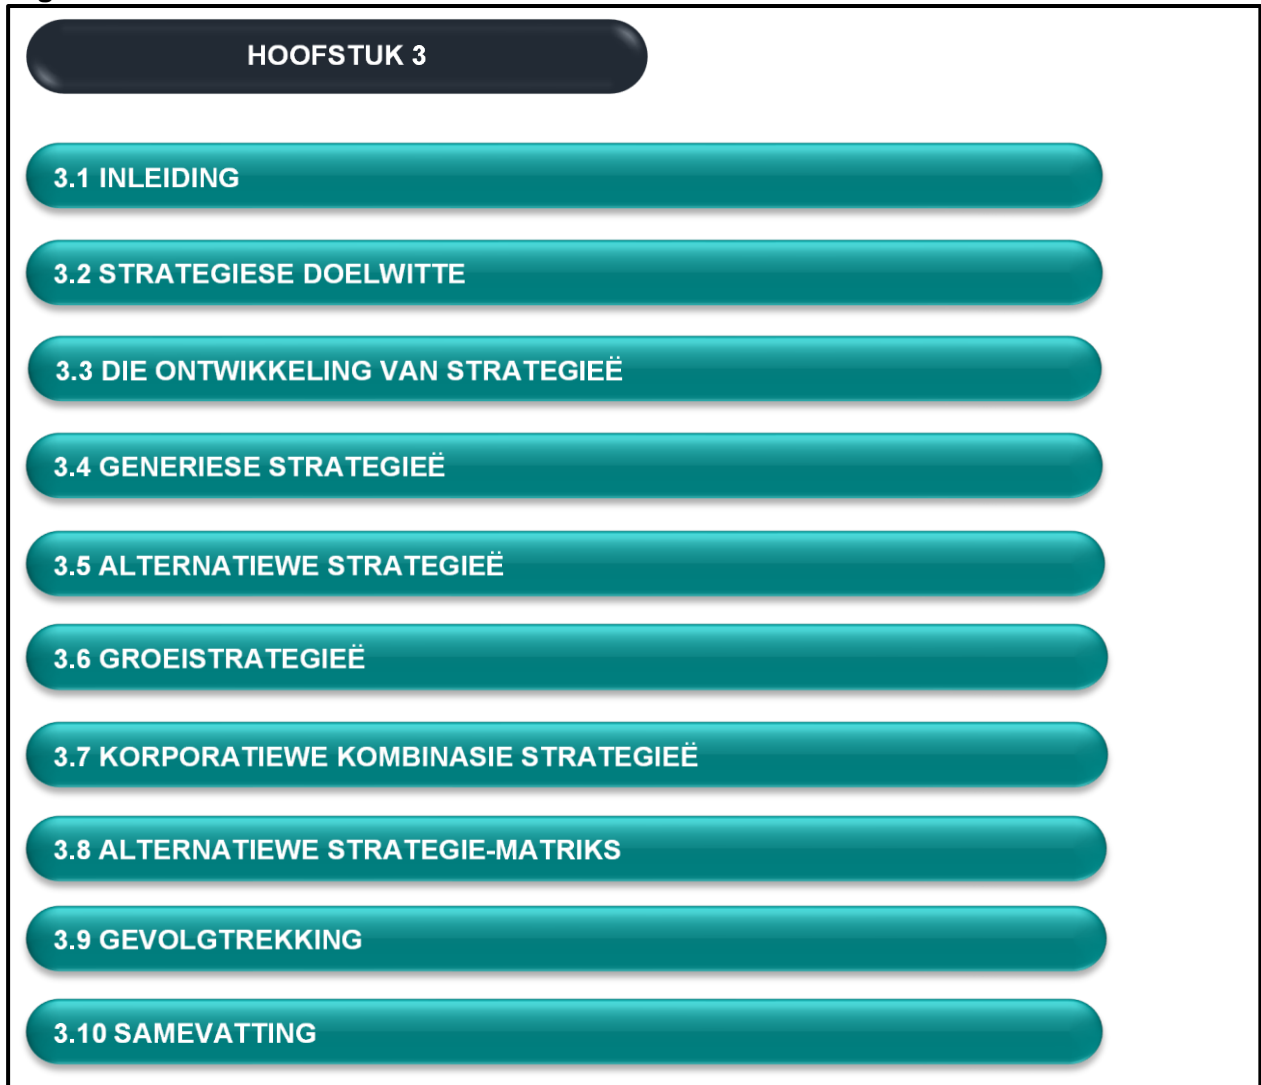 HOOFSTUK 3
3.1 INLEIDING
3.2 STRATEGIESE DOELWITTE
3.3 DIE ONTWIKKELING VAN STRATEGIEË
3.4 GENERIESE STRATEGIEË
3.5 ALTERNATIEWE STRATEGIEË
3.6 GROEISTRATEGIEË
3.7 KORPORATIEWE KOMBINASIE STRATEGIEË
3.8 ALTERNATIEWE STRATEGIE-MATRIKS
3.9 GEVOLGTREKKING
3.10 SAMEVATTING